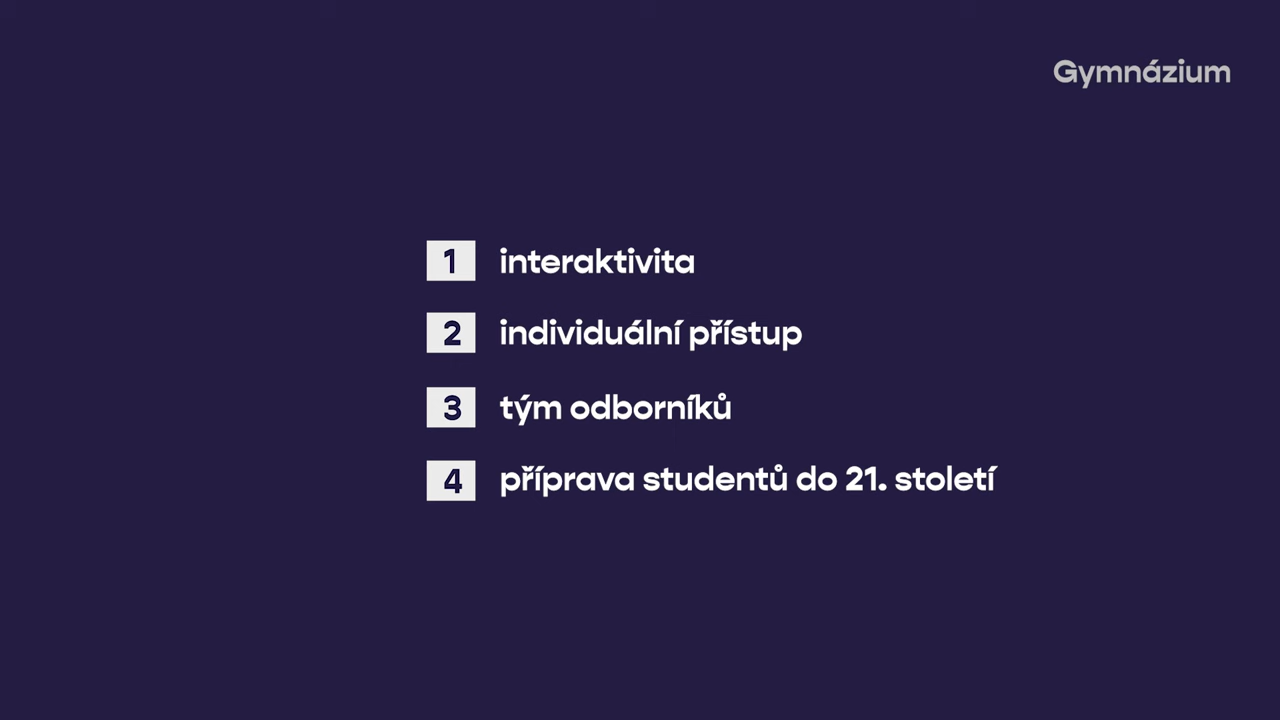 Gymnázium
1 interaktivita
2 individuální přístup
3 tým odborníků
4 příprava studentů do 21. století